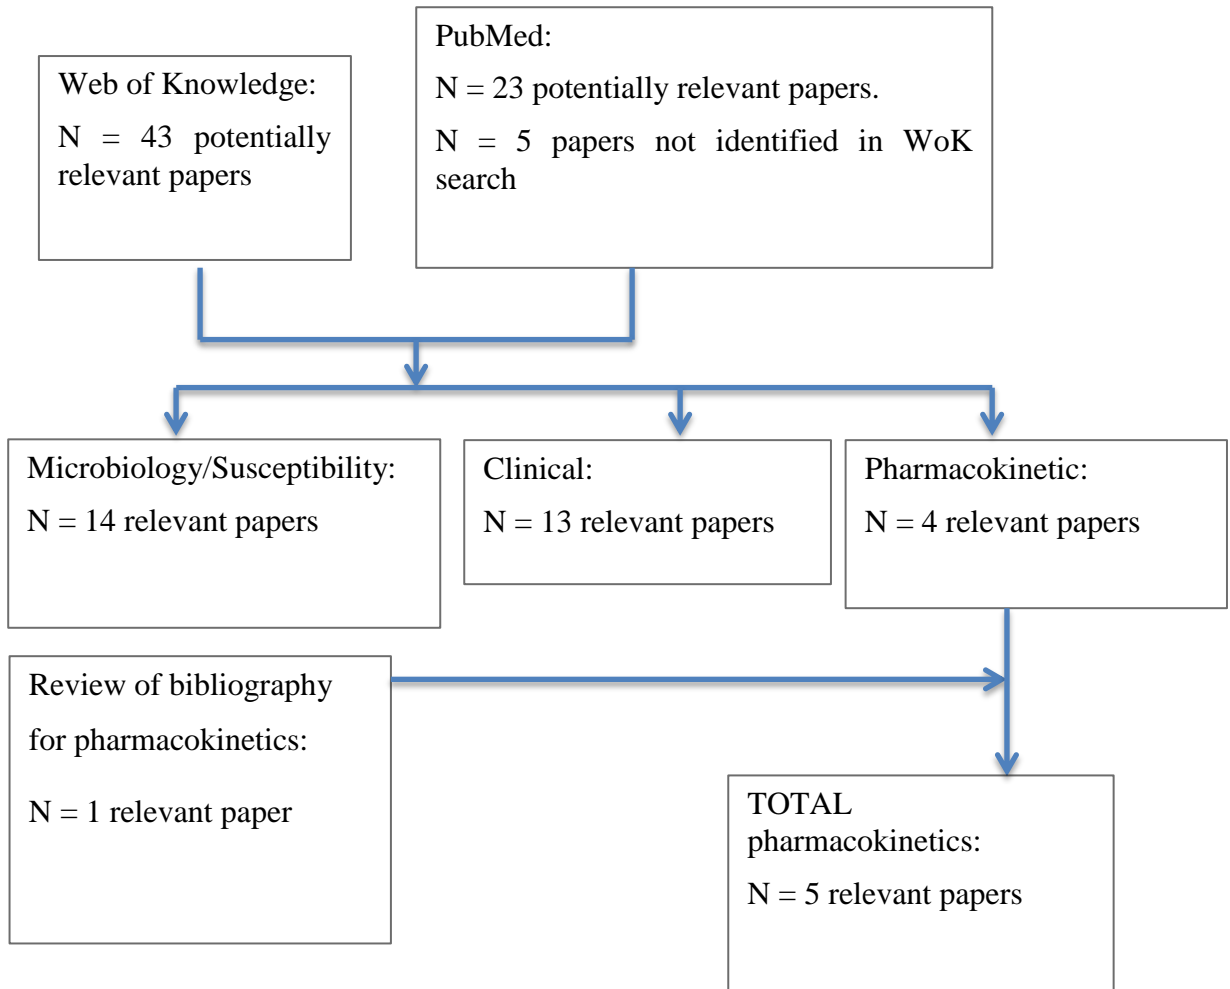 Web of Knowledge:
N = 43 potentially
relevant papers
PubMed:
N = 23 potentially relevant papers.
N = 5 papers not identified in WoK
search
Microbiology/Susceptibility:
N = 14 relevant papers
Clinical:
N = 13 relevant papers
Pharmacokinetic:
N = 4 relevant papers
Review of bibliography
for pharmacokinetics:
N = 1 relevant paper
TOTAL
pharmacokinetics:
N = 5 relevant papers